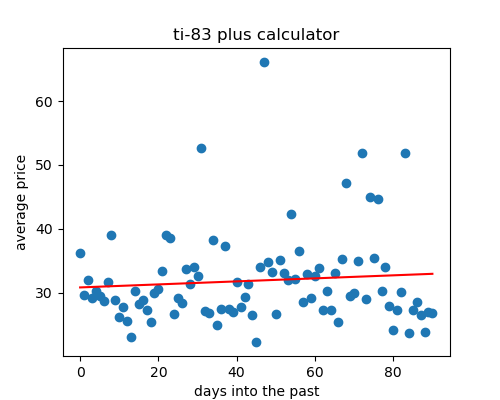 ti-83 plus calculator
average price
60
50
40
30
0 20 40 60 80
days into the past